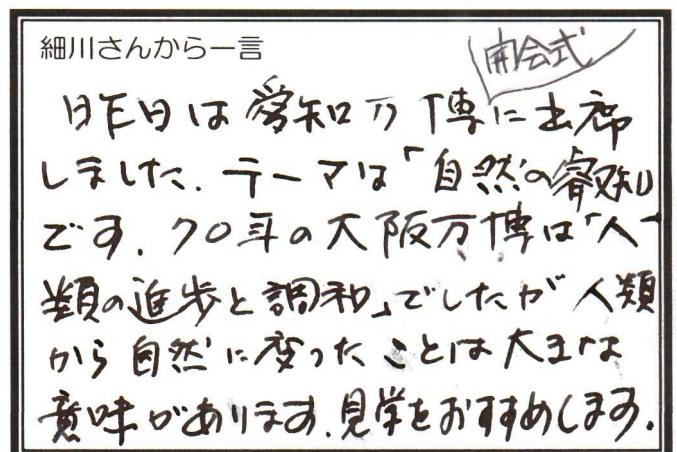 細川さんから一言
開会式
昨日は愛知万博に出席
しました。テーマは「自然の叡知」
です。70年の大阪万博は「人
類の進歩と調和」でしたが人類
から自然に変ったことは大きな
意味があります。見学をおすすめします。